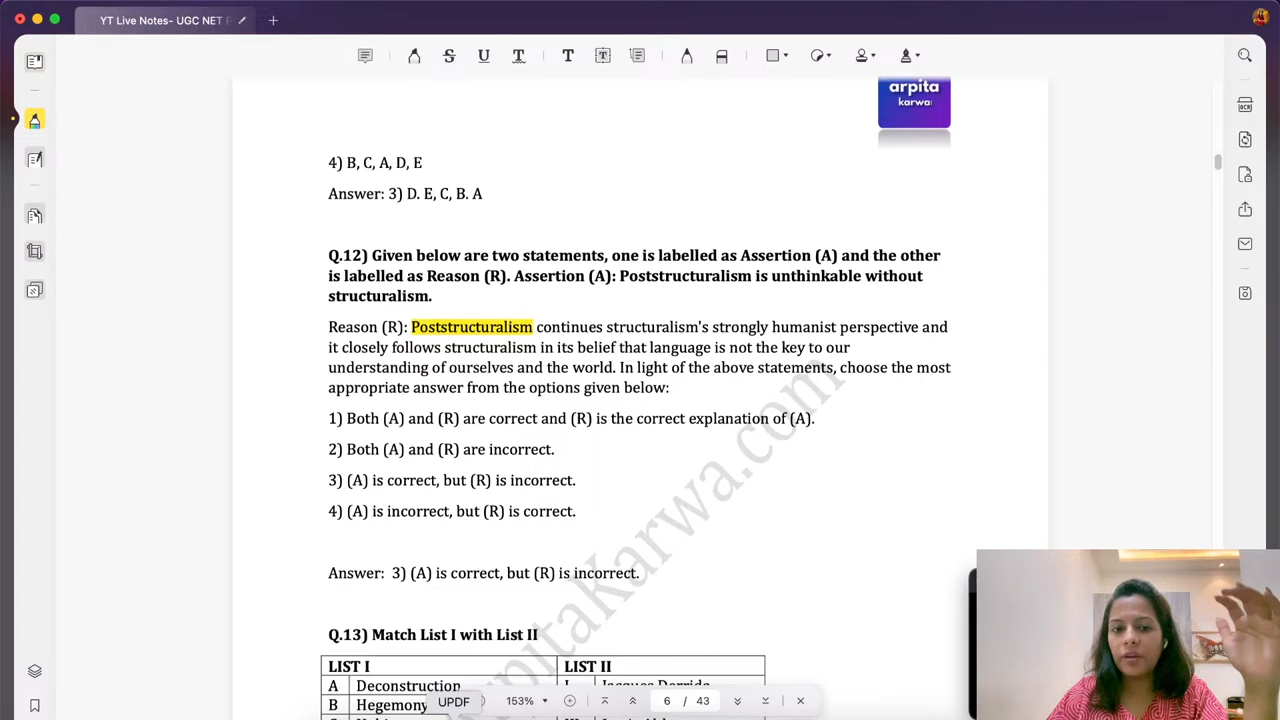 YT Live Notes- UGC NET
arpita
karwa
4) B, C, A, D, E
Answer: 3) D. E, C, B. A
Q.12) Given below are two statements, one is labelled as Assertion (A) and the other
is labelled as Reason (R). Assertion (A): Poststructuralism is unthinkable without
structuralism.
Reason (R): Poststructuralism continues structuralism's strongly humanist perspective and
it closely follows structuralism in its belief that language is not the key to our
understanding of ourselves and the world. In light of the above statements, choose the most
appropriate answer from the options given below:
1) Both (A) and (R) are correct and (R) is the correct explanation of (A).
2) Both (A) and (R) are incorrect.
3) (A) is correct, but (R) is incorrect.
4) (A) is incorrect, but (R) is correct.
Answer: 3) (A) is correct, but (R) is incorrect.
ArpitaKarwa.com
Q.13) Match List I with List II
LIST I LIST II
A Deconstruction I Jacques Derrida
B Hegemony
UPDF 153% 6 / 43
OCR